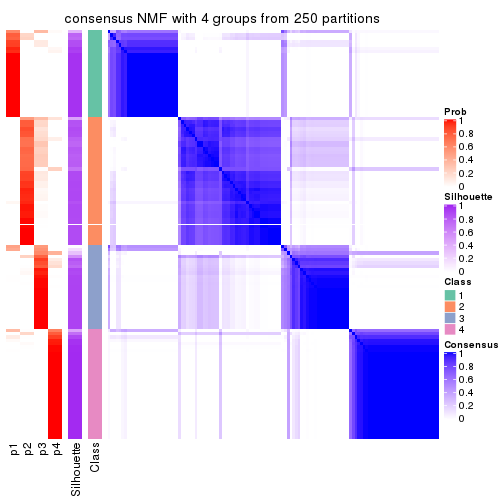 consensus NMF with 4 groups from 250 partitions
Prob
1
0.8
0.6
0.4
0.2
0
Silhouette
1
0.8
0.6
0.4
0.2
0
Class
1
2
3
4
Consensus
1
0.8
0.6
0.4
0.2
0
p1
p2
p3
p4
Silhouette
Class